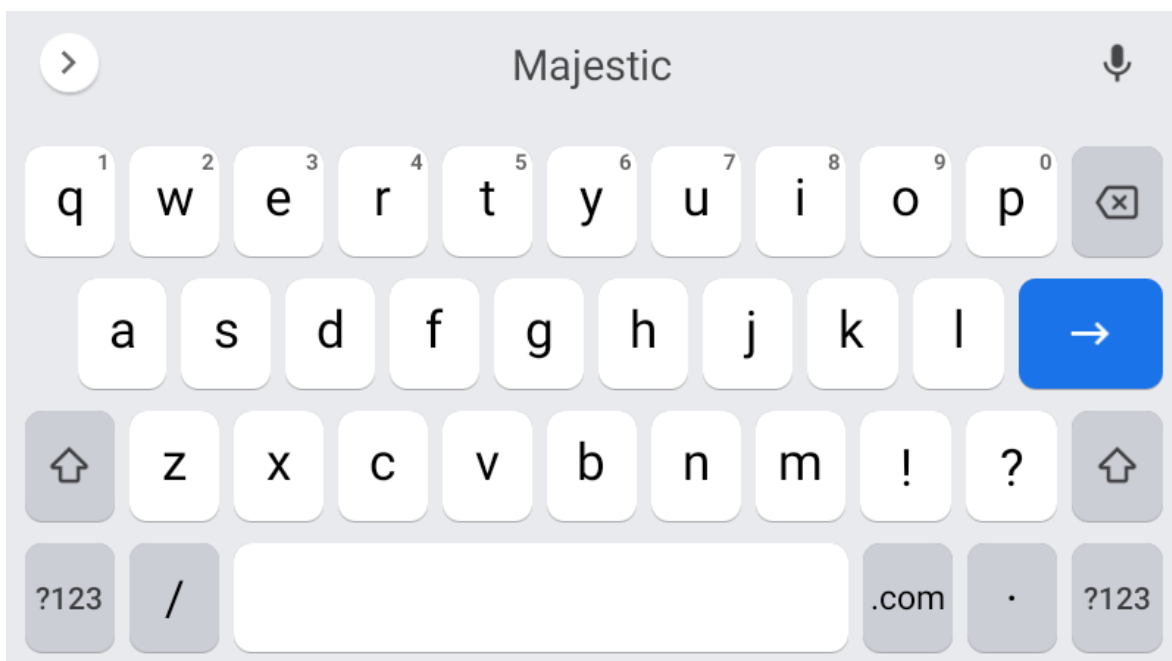 Majestic
q 1 w 2 e 3 r 4 t 5 y 6 u 7 i 8 o 9 p 0
a s d f g h j k l
z x c v b n m ! ?
?123 / .com . ?123